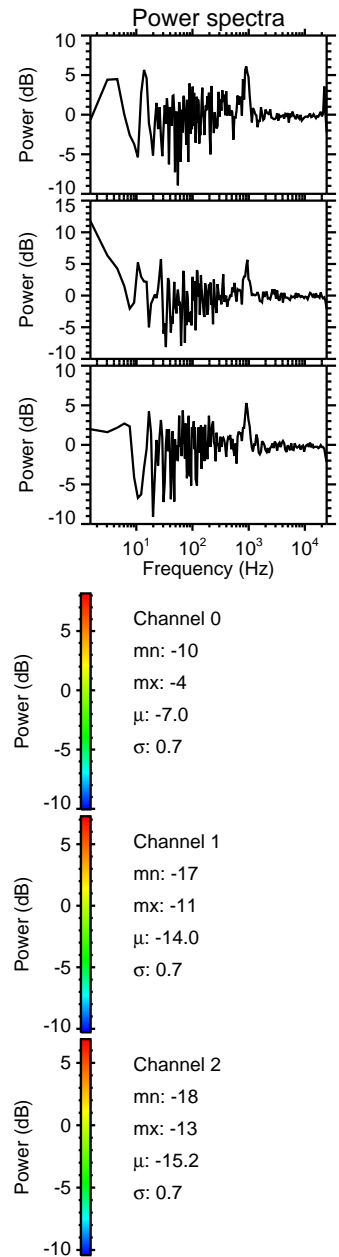 Power spectra
10
5
0
-5
-10
Power (dB)
15
10
5
0
-5
-10
Power (dB)
10
5
0
-5
-10
Power (dB)
10¹ 10² 10³ 10⁴
Frequency (Hz)
5
0
-5
-10
Power (dB)
Channel 0
mn: -10
mx: -4
μ: -7.0
σ: 0.7
5
0
-5
-10
Power (dB)
Channel 1
mn: -17
mx: -11
μ: -14.0
σ: 0.7
5
0
-5
-10
Power (dB)
Channel 2
mn: -18
mx: -13
μ: -15.2
σ: 0.7